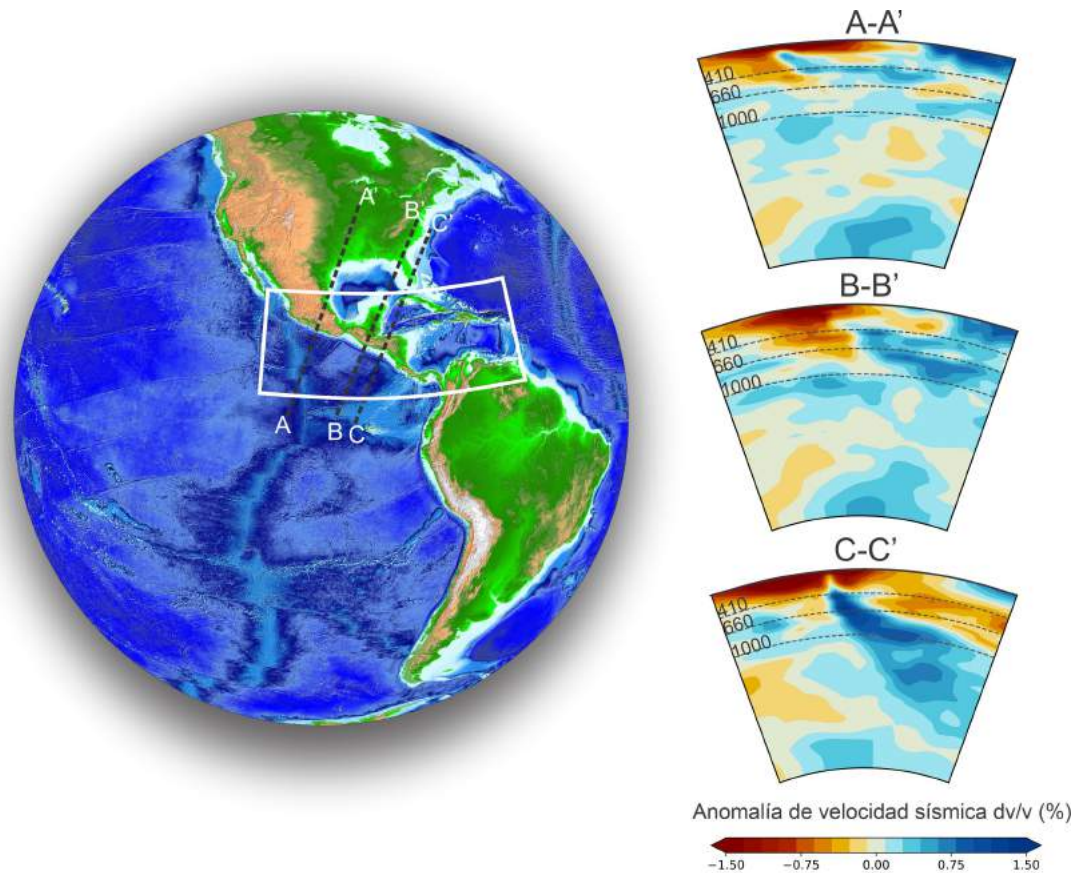 A'
B'
C'
A
B
C
A-A'
410
660
1000
B-B'
410
660
1000
C-C'
410
660
1000
Anomalía de velocidad sísmica dv/v (%)
−1.50 −0.75 0.00 0.75 1.50